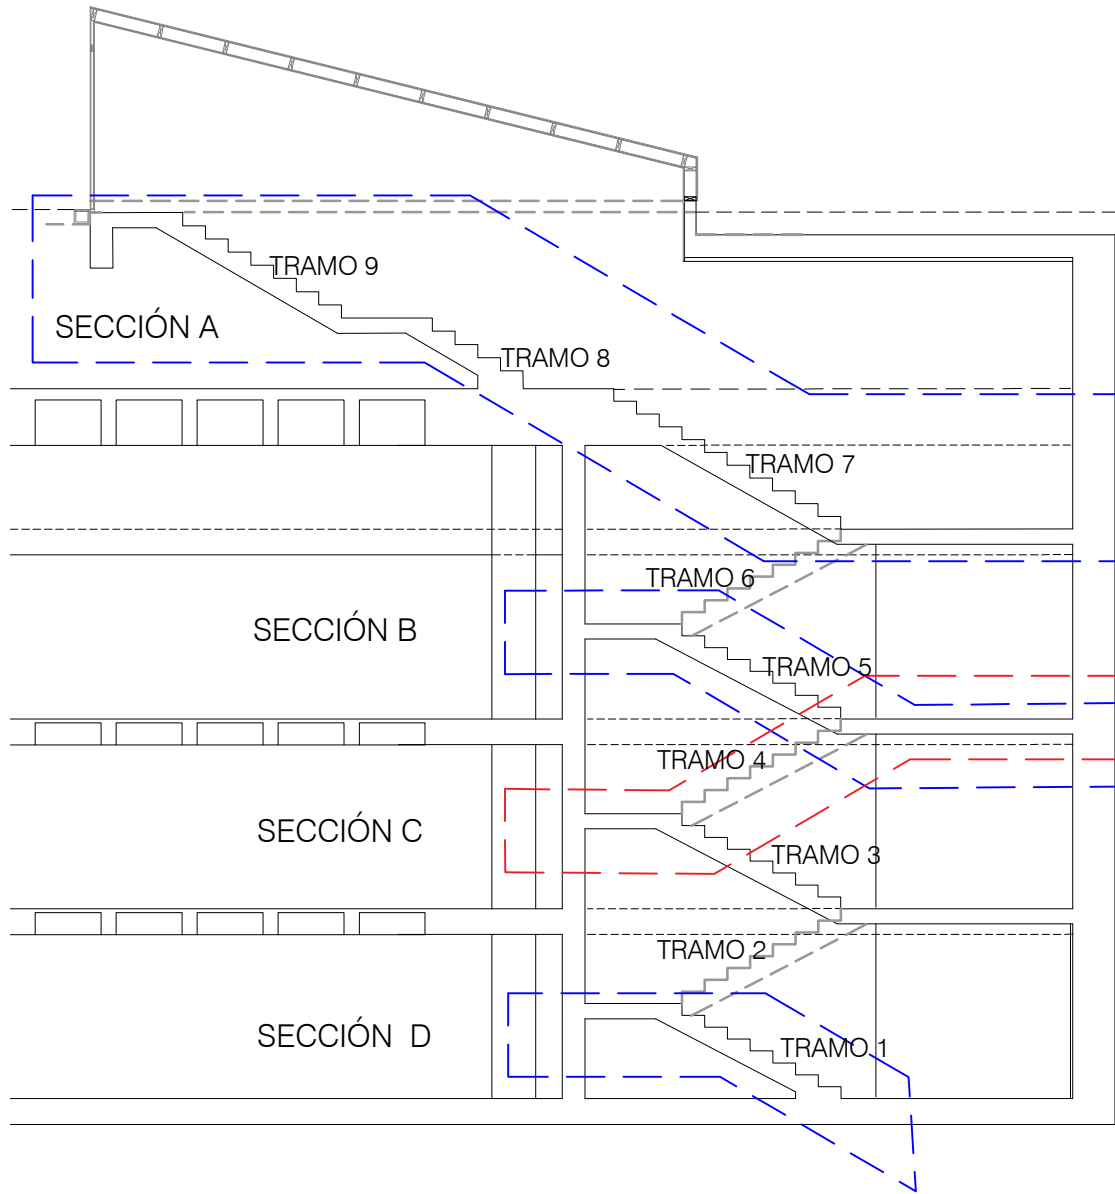 TRAMO 9
SECCIÓN A
TRAMO 8
TRAMO 7
TRAMO 6
SECCIÓN B
TRAMO 5
TRAMO 4
SECCIÓN C
TRAMO 3
TRAMO 2
SECCIÓN D
TRAMO 1